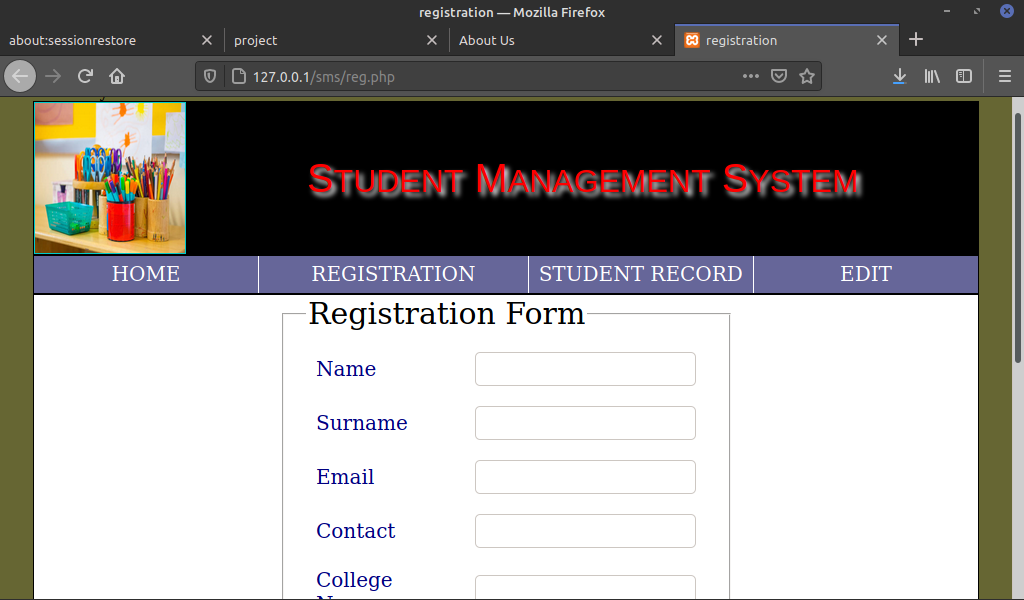 registration — Mozilla Firefox
about:sessionrestore
project
About Us
registration
127.0.0.1/sms/reg.php
Student Management System
HOME
REGISTRATION
STUDENT RECORD
EDIT
Registration Form
Name
Surname
Email
Contact
College